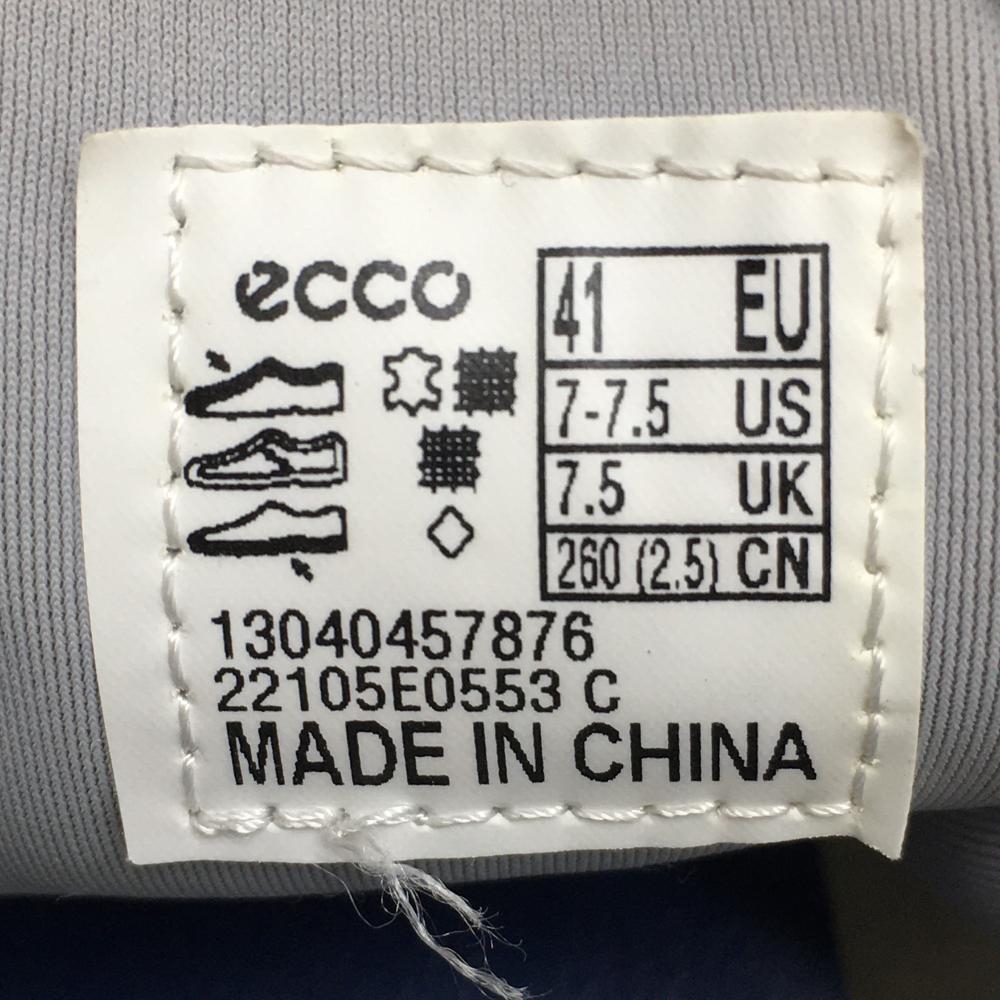 ecco
41 EU
7-7.5 US
7.5 UK
260 (2.5) CN
13040457876
22105E0553 C
MADE IN CHINA